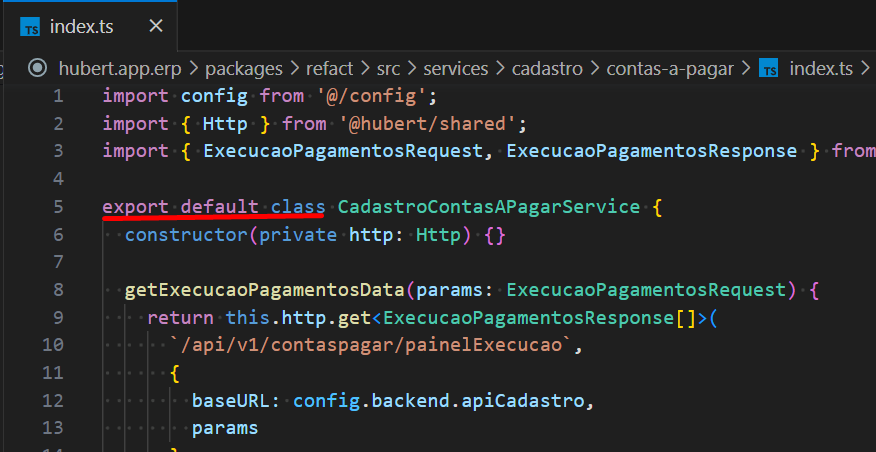 TS index.ts ×
hubert.app.erp > packages > refact > src > services > cadastro > contas-a-pagar > TS index.ts >
1 import config from '@/config';
2 import { Http } from '@hubert/shared';
3 import { ExecucaoPagamentosRequest, ExecucaoPagamentosResponse } from
4
5 export default class CadastroContasAPagarService {
6 constructor(private http: Http) {}
7
8 getExecucaoPagamentosData(params: ExecucaoPagamentosRequest) {
9 return this.http.get<ExecucaoPagamentosResponse[]>(
10 `/api/v1/contaspagar/painelExecucao`,
11 {
12 baseURL: config.backend.apiCadastro,
13 params